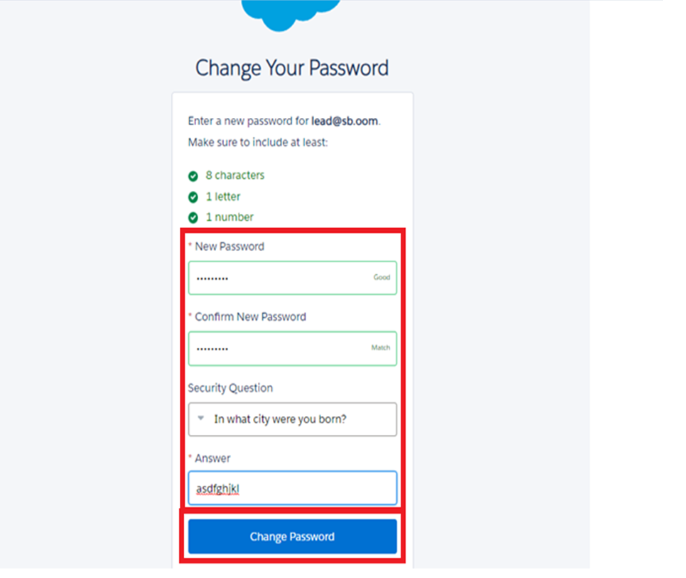 Change Your Password
Enter a new password for lead@sb.oom.
Make sure to include at least:
8 characters
1 letter
1 number
* New Password
•••••••••
Good
* Confirm New Password
•••••••••
Match
Security Question
In what city were you born?
* Answer
asdfghjkl
Change Password